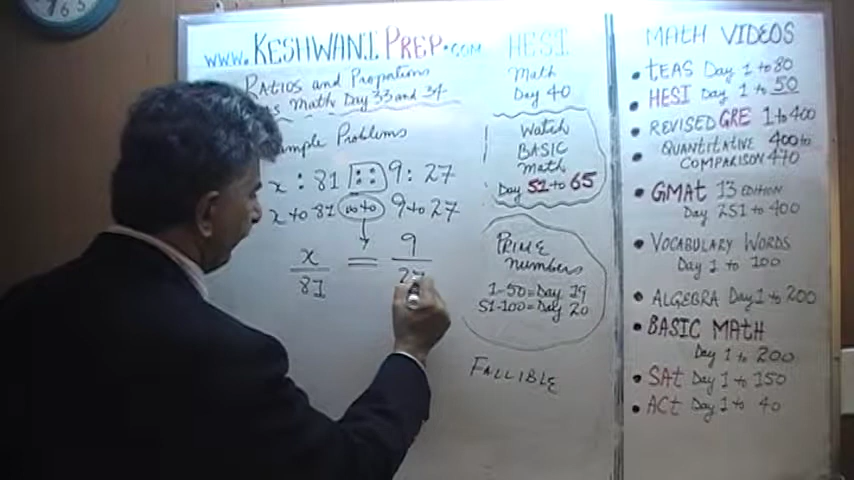 www.KESHWANIPREP.com
RATIOS and Propations
Math Day 33 and 34
Problems
x : 81 :: 9 : 27
x to 81 as to 9 to 27
x/81 = 9/27
HESI
Math
Day 40
Watch
BASIC
Math
Day 51 to 65
PRIME
numbers
1-50=Day 19
51-100=Day 20
FALLIBLE
MATH VIDEOS
• TEAS Day 1 to 80
• HESI Day 1 to 50
• REVISED GRE 1 to 400
• QUANTITATIVE 400 to
COMPARISON 470
• GMAT 13 EDITION
Day 251 to 400
• VOCABULARY WORDS
Day 1 to 100
• ALGEBRA Day 1 to 200
• BASIC MATH
Day 1 to 200
• SAT Day 1 to 150
• ACT Day 1 to 40